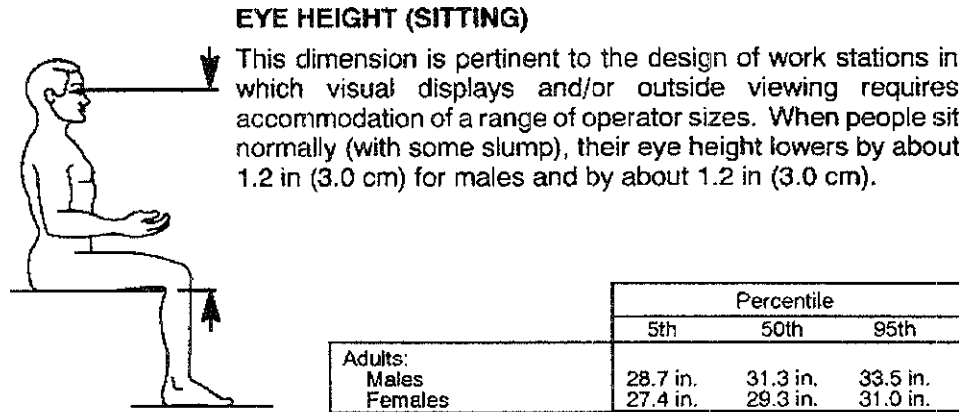 EYE HEIGHT (SITTING)
This dimension is pertinent to the design of work stations in
which visual displays and/or outside viewing requires
accommodation of a range of operator sizes. When people sit
normally (with some slump), their eye height lowers by about
1.2 in (3.0 cm) for males and by about 1.2 in (3.0 cm).
Percentile
5th 50th 95th
Adults:
Males 28.7 in. 31.3 in. 33.5 in.
Females 27.4 in. 29.3 in. 31.0 in.